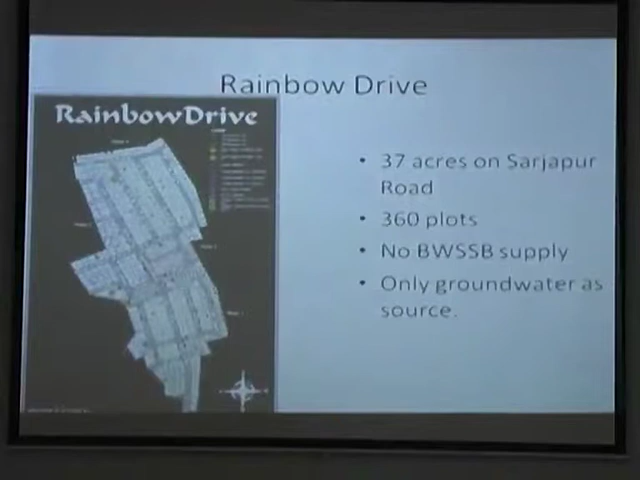 Rainbow Drive
RainbowDrive
• 37 acres on Sarjapur
Road
• 360 plots
• No BWSSB supply
• Only groundwater as
source.